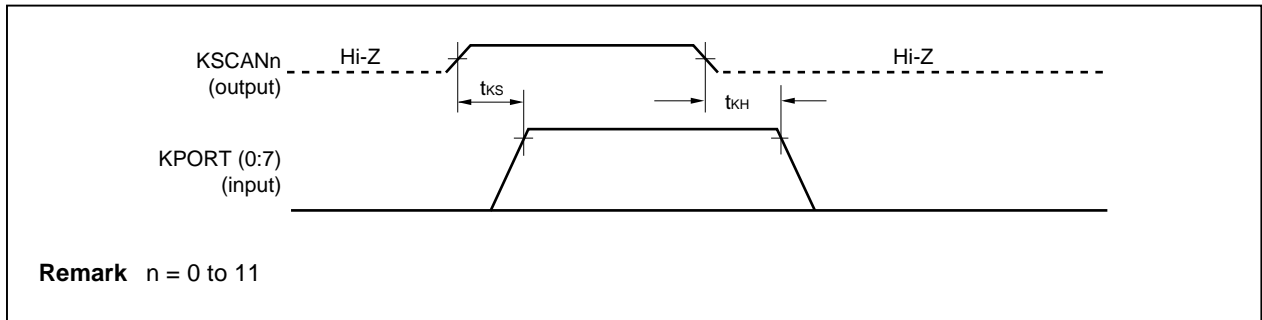 KSCANn
(output)
Hi-Z
Hi-Z
tKS
tKH
KPORT (0:7)
(input)
Remark n = 0 to 11